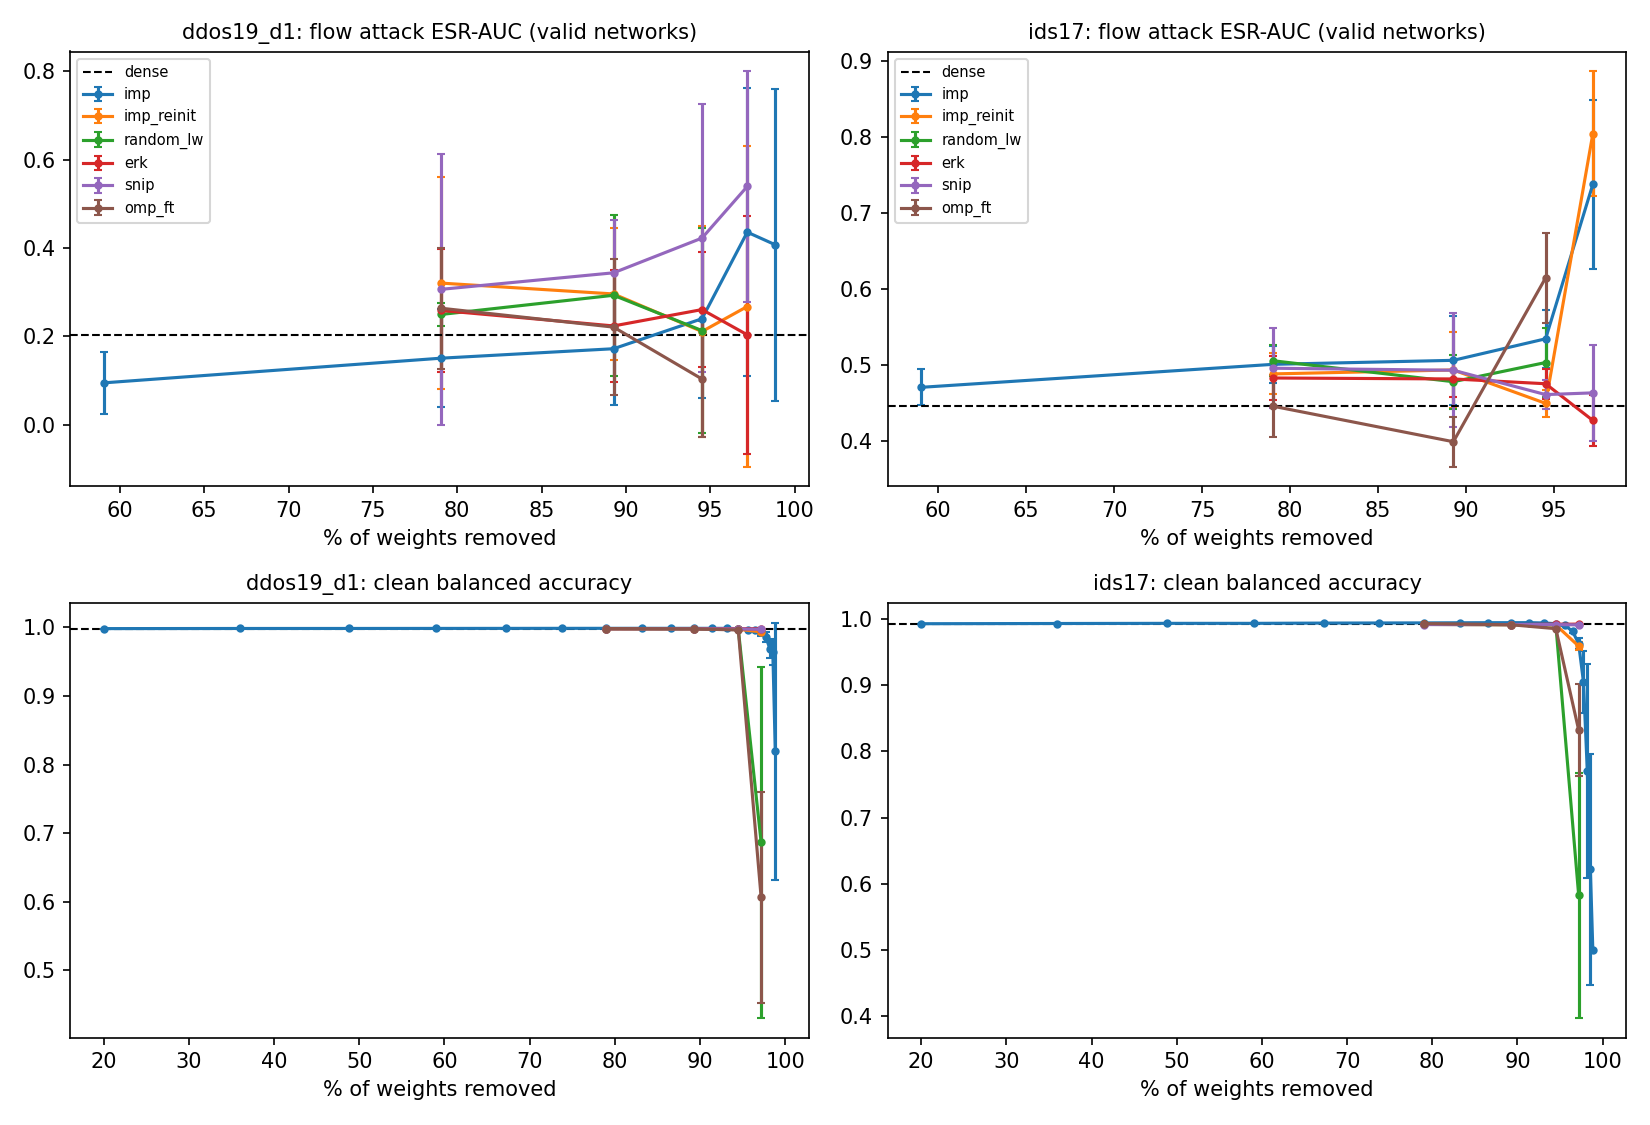 ddos19_d1: flow attack ESR-AUC (valid networks)
0.8
0.6
0.4
0.2
0.0
dense
imp
imp_reinit
random_lw
erk
snip
omp_ft
60 65 70 75 80 85 90 95 100
% of weights removed
ids17: flow attack ESR-AUC (valid networks)
0.9
0.8
0.7
0.6
0.5
0.4
dense
imp
imp_reinit
random_lw
erk
snip
omp_ft
60 65 70 75 80 85 90 95
% of weights removed
ddos19_d1: clean balanced accuracy
1.0
0.9
0.8
0.7
0.6
0.5
20 30 40 50 60 70 80 90 100
% of weights removed
ids17: clean balanced accuracy
1.0
0.9
0.8
0.7
0.6
0.5
0.4
20 30 40 50 60 70 80 90 100
% of weights removed